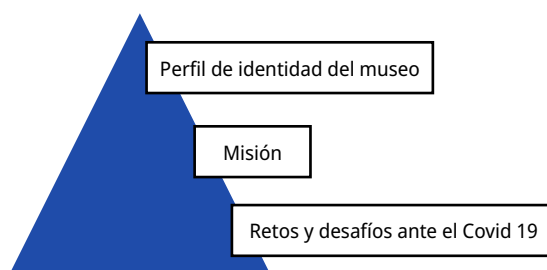 Perfil de identidad del museo
Misión
Retos y desafíos ante el Covid 19